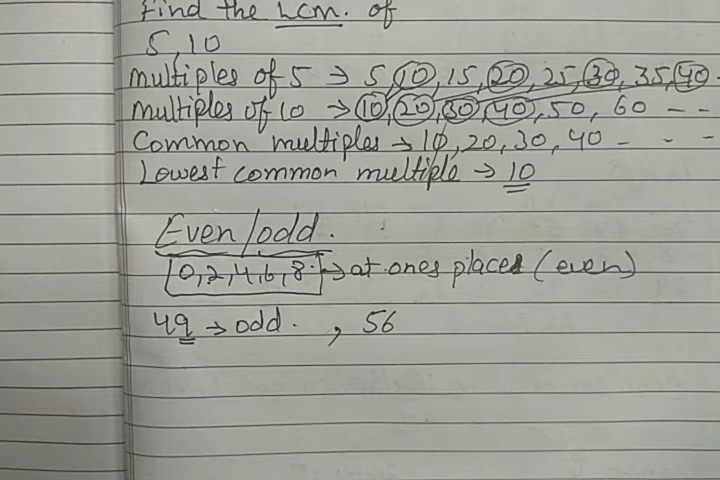 Find the LCM. of
5,10
multiples of 5 → 5,10,15,20,25,30,35,40.
multiples of 10 → 10,20,30,40,50, 60 - -
Common multiples → 10,20,30,40 - - -
Lowest common multiple → 10
Even/odd.
0,2,4,6,8. → at ones places (even)
49 → odd. , 56